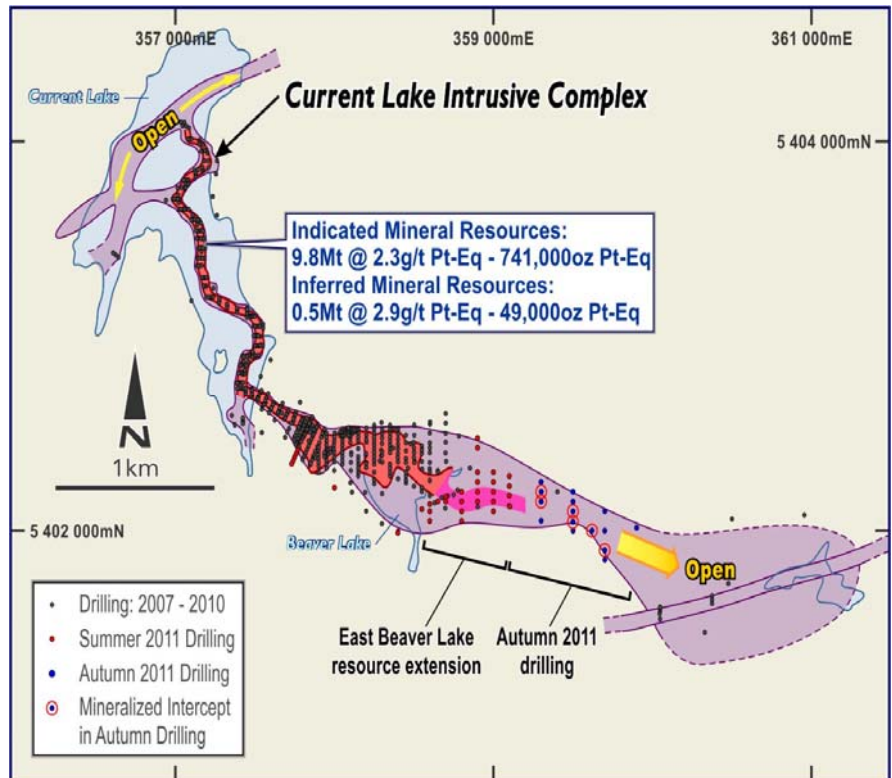 357 000mE
359 000mE
361 000mE
Current Lake
Current Lake Intrusive Complex
Open
5 404 000mN
Indicated Mineral Resources:
9.8Mt @ 2.3g/t Pt-Eq - 741,000oz Pt-Eq
Inferred Mineral Resources:
0.5Mt @ 2.9g/t Pt-Eq - 49,000oz Pt-Eq
N
1km
5 402 000mN
Beaver Lake
Open
East Beaver Lake
resource extension
Autumn 2011
drilling
Drilling: 2007 - 2010
Summer 2011 Drilling
Autumn 2011 Drilling
Mineralized Intercept
in Autumn Drilling